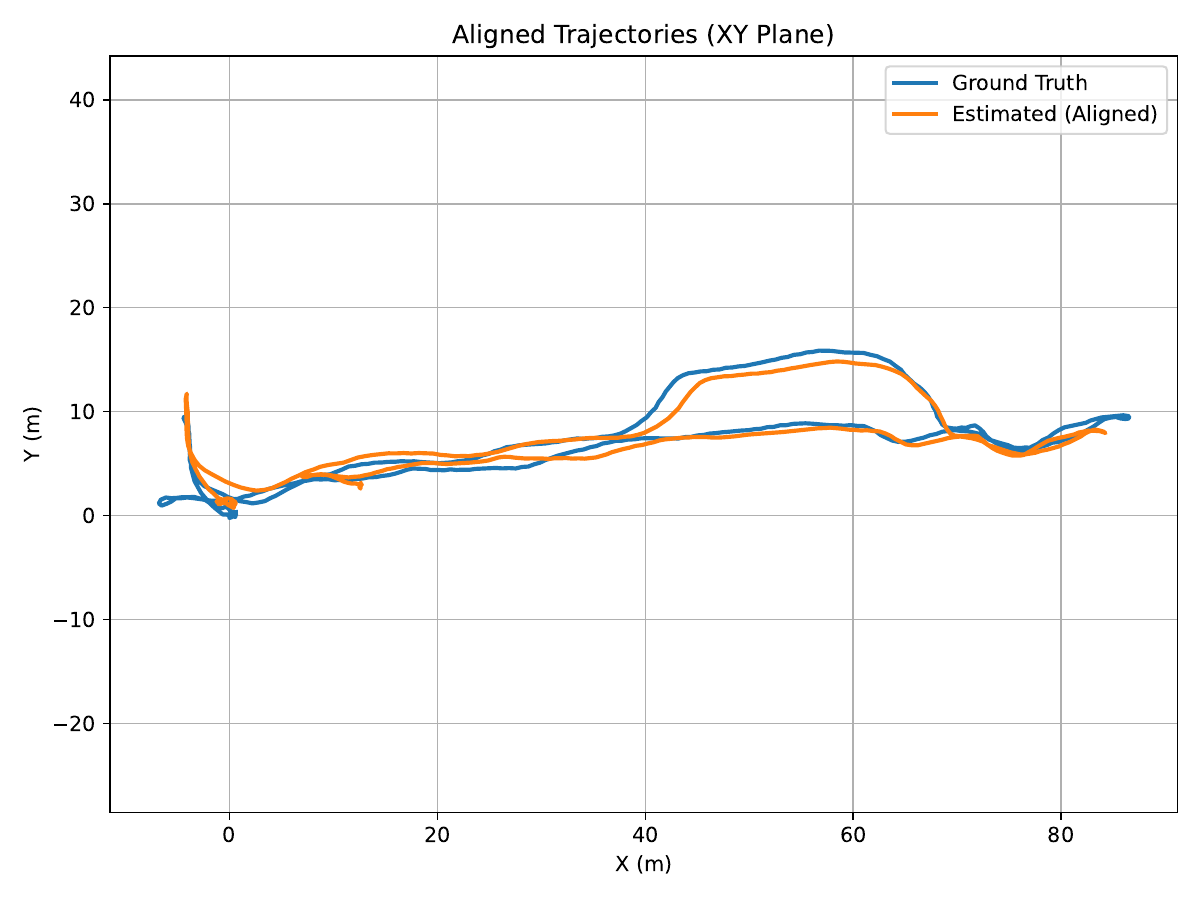 Aligned Trajectories (XY Plane)
Ground Truth
Estimated (Aligned)
40
30
20
10
0
−10
−20
Y (m)
0 20 40 60 80
X (m)